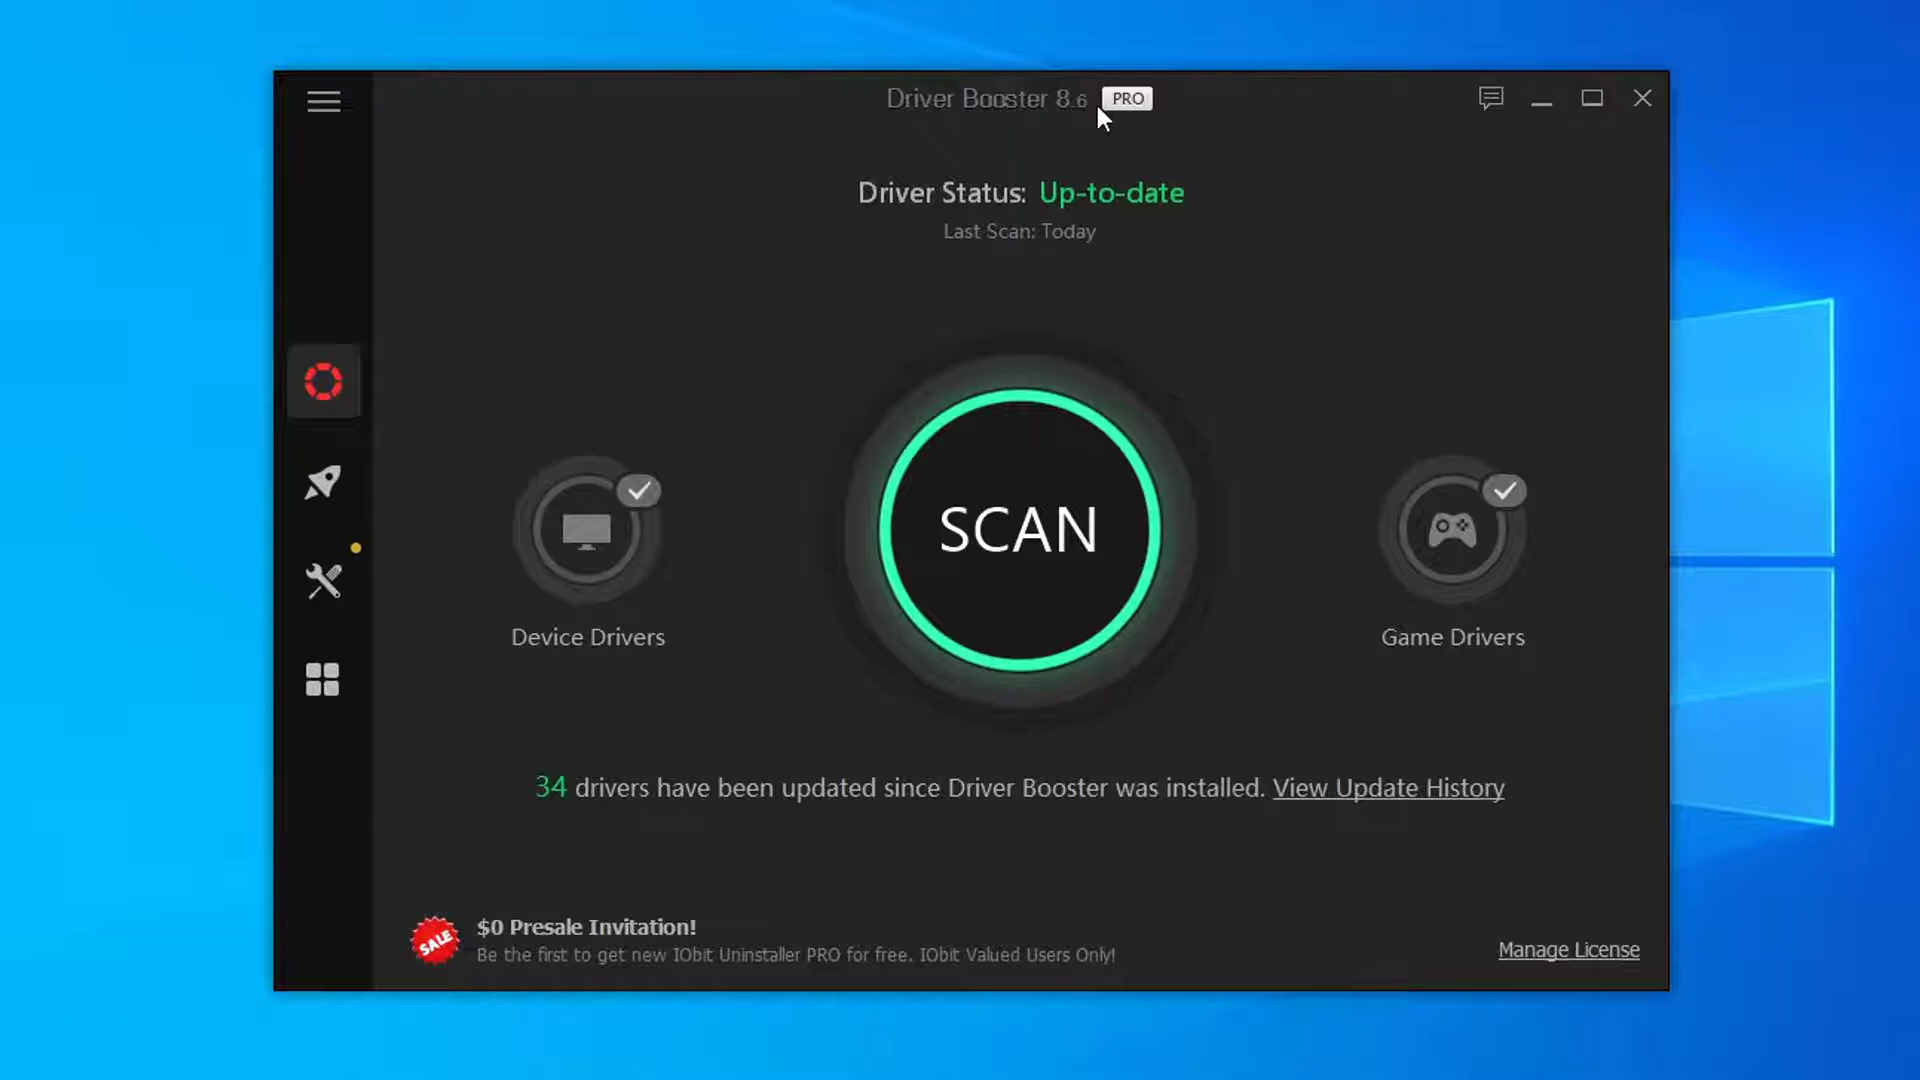 Driver Booster 8.6 PRO
Driver Status: Up-to-date
Last Scan: Today
SCAN
Device Drivers
Game Drivers
34 drivers have been updated since Driver Booster was installed. View Update History
SALE
$0 Presale Invitation!
Be the first to get new IObit Uninstaller PRO for free. IObit Valued Users Only!
Manage License